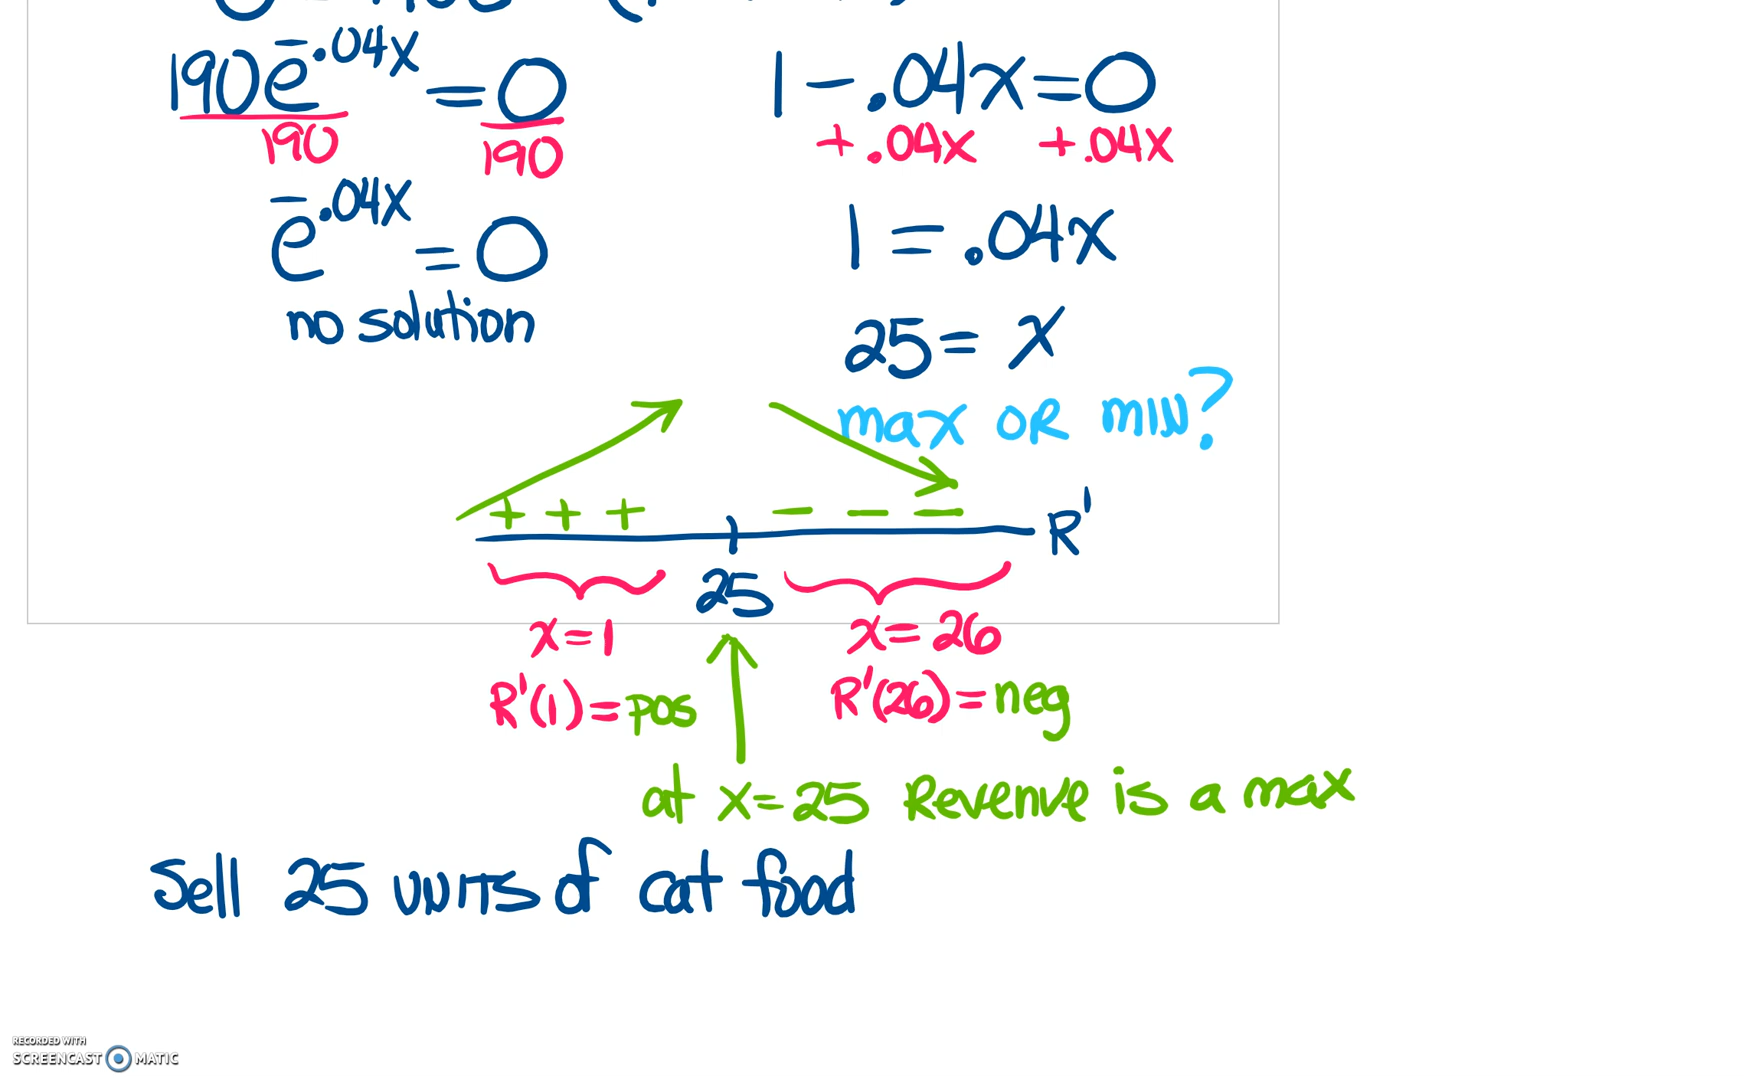 190e^-.04x = 0
190 190
e^-.04x = 0
no solution
1 - .04x = 0
+ .04x + .04x
1 = .04x
25 = x
max OR MIN?
+ + + - - - R'
25
x = 1 x = 26
R'(1) = pos R'(26) = neg
at x = 25 Revenue is a max
Sell 25 UNITS of cat food
RECORDED WITH
SCREENCAST MATIC